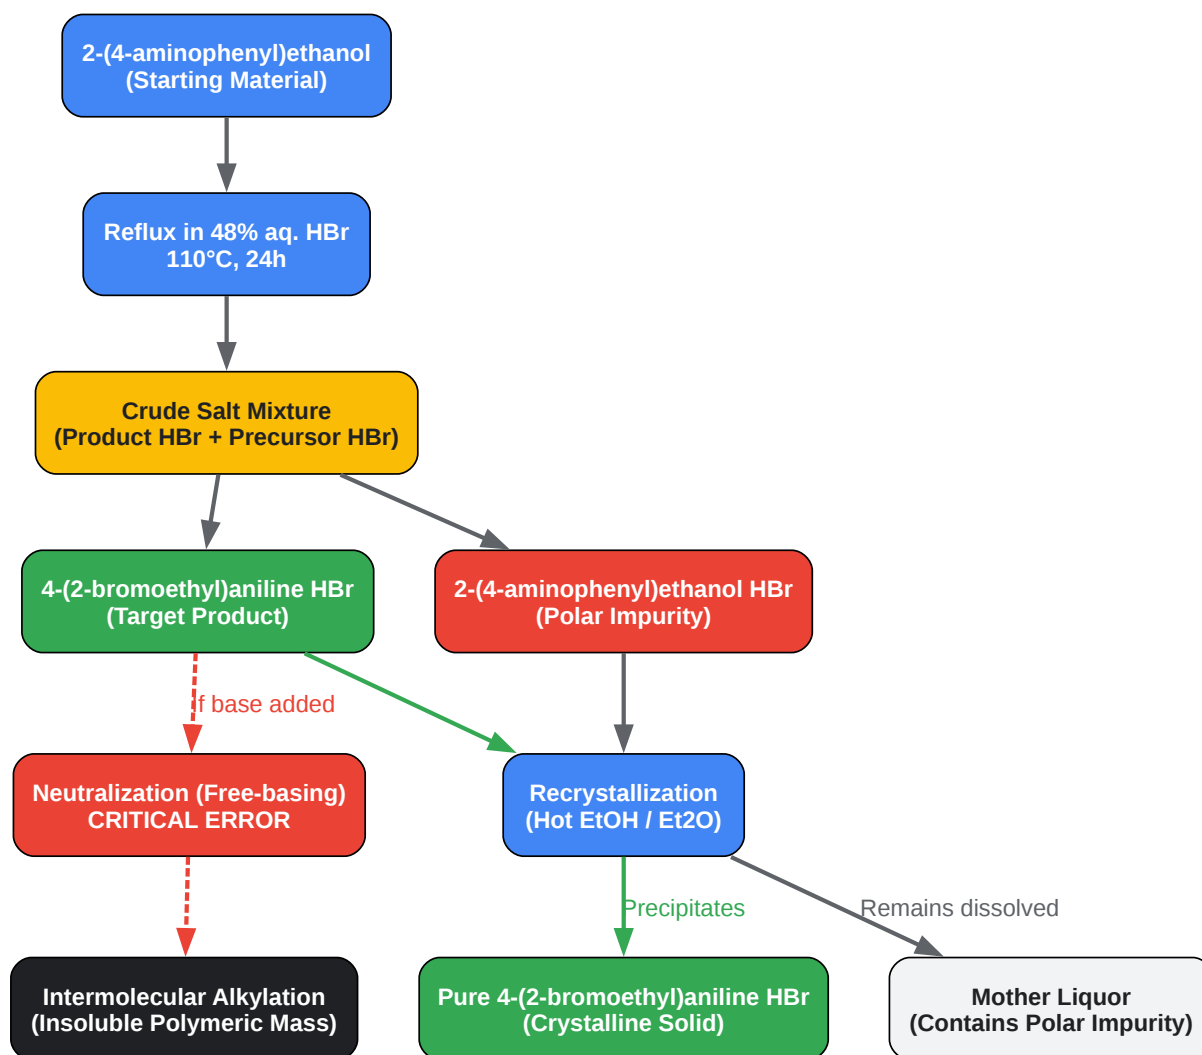 2-(4-aminophenyl)ethanol
(Starting Material)
Reflux in 48% aq. HBr
110°C, 24h
Crude Salt Mixture
(Product HBr + Precursor HBr)
4-(2-bromoethyl)aniline HBr
(Target Product)
2-(4-aminophenyl)ethanol HBr
(Polar Impurity)
If base added
Neutralization (Free-basing)
CRITICAL ERROR
Recrystallization
(Hot EtOH / Et2O)
Precipitates
Remains dissolved
Intermolecular Alkylation
(Insoluble Polymeric Mass)
Pure 4-(2-bromoethyl)aniline HBr
(Crystalline Solid)
Mother Liquor
(Contains Polar Impurity)